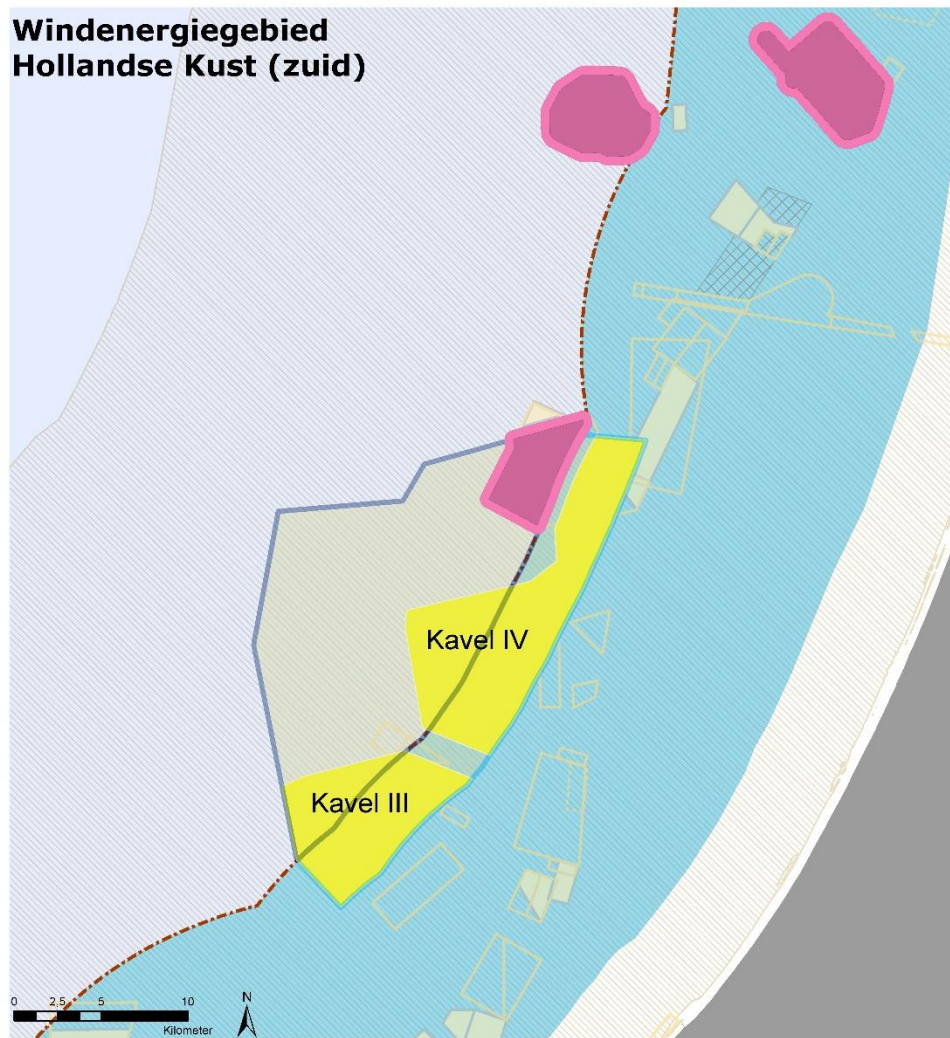 Windenergiegebied
Hollandse Kust (zuid)
Kavel IV
Kavel III
0 2,5 5 10
Kilometer
N